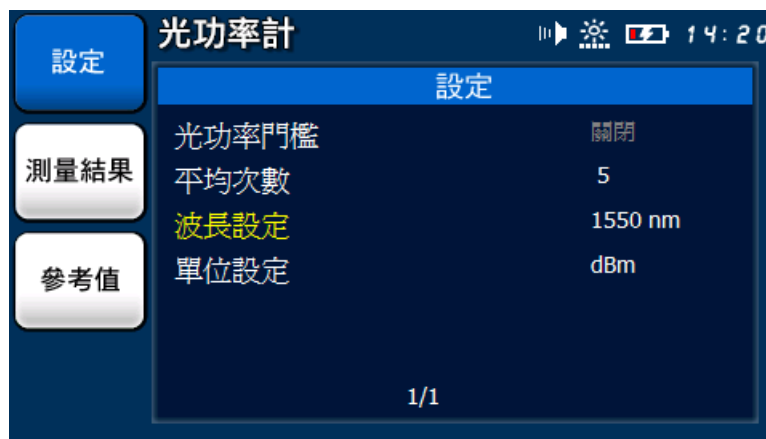 光功率計 14:20
設定
設定
光功率門檻 關閉
測量結果
平均次數 5
波長設定 1550 nm
參考值
單位設定 dBm
1/1